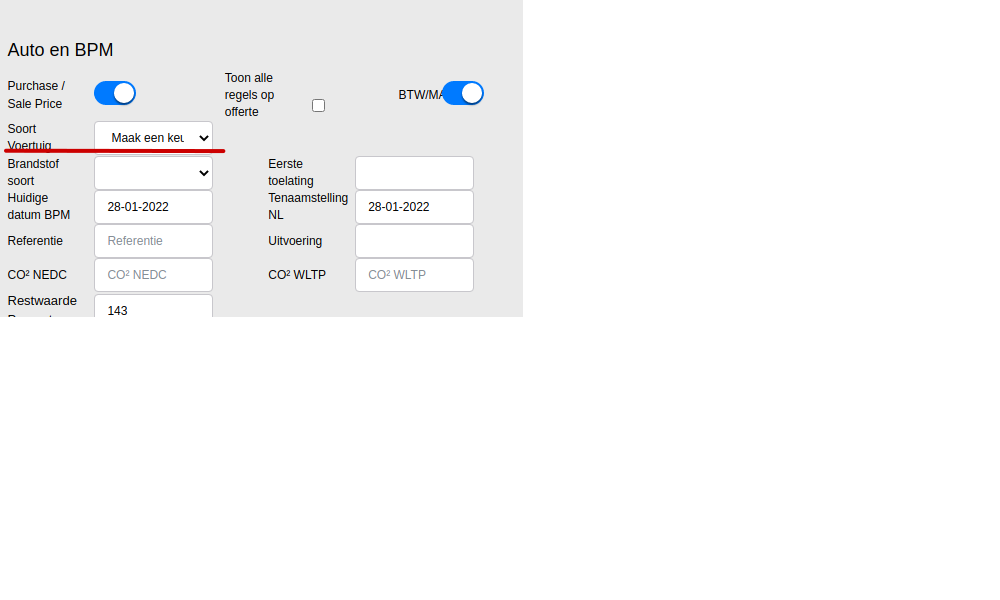 Auto en BPM
Purchase /
Sale Price
Toon alle
regels op
offerte
BTW/MA
Soort
Voertuig
Maak een keu
Brandstof
soort
Eerste
toelating
Huidige
datum BPM
28-01-2022
Tenaamstelling
NL
28-01-2022
Referentie
Referentie
Uitvoering
CO² NEDC
CO² NEDC
CO² WLTP
CO² WLTP
Restwaarde
143